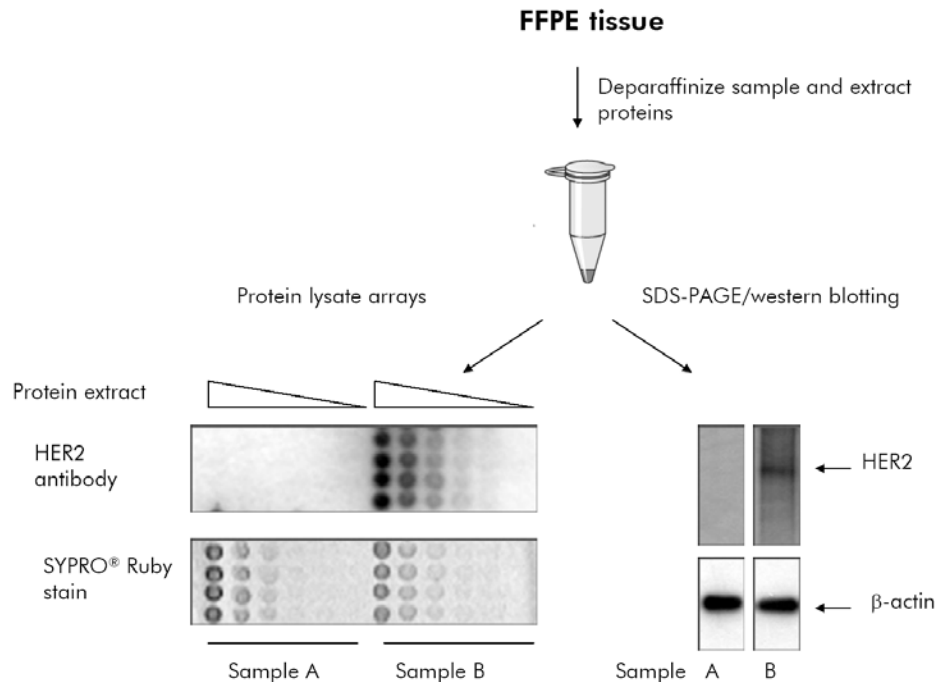 FFPE tissue
Deparaffinize sample and extract
proteins
Protein lysate arrays
SDS-PAGE/western blotting
Protein extract
HER2
antibody
HER2
SYPRO® Ruby
stain
β-actin
Sample A
Sample B
Sample
A
B